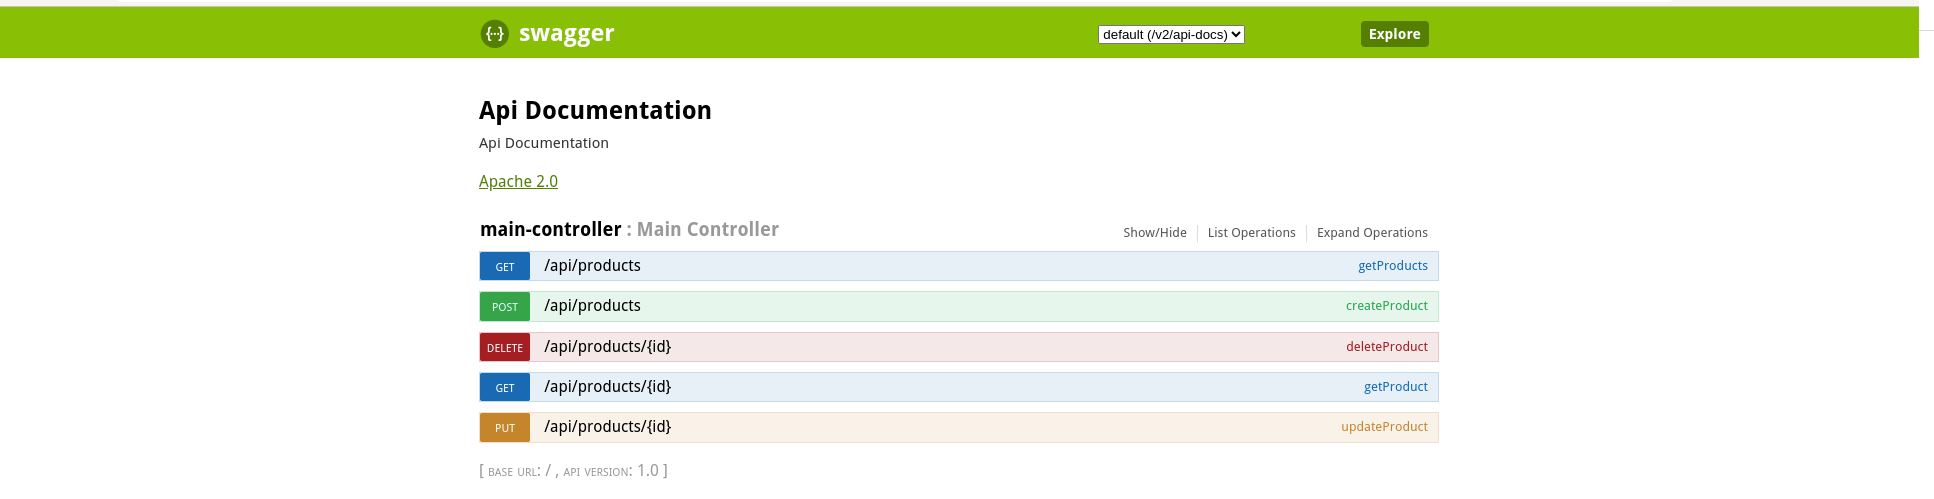 {··} swagger default (/v2/api-docs) Explore
Api Documentation
Api Documentation
Apache 2.0
main-controller : Main Controller Show/Hide List Operations Expand Operations
GET /api/products getProducts
POST /api/products createProduct
DELETE /api/products/{id} deleteProduct
GET /api/products/{id} getProduct
PUT /api/products/{id} updateProduct
[ BASE URL: / , API VERSION: 1.0 ]